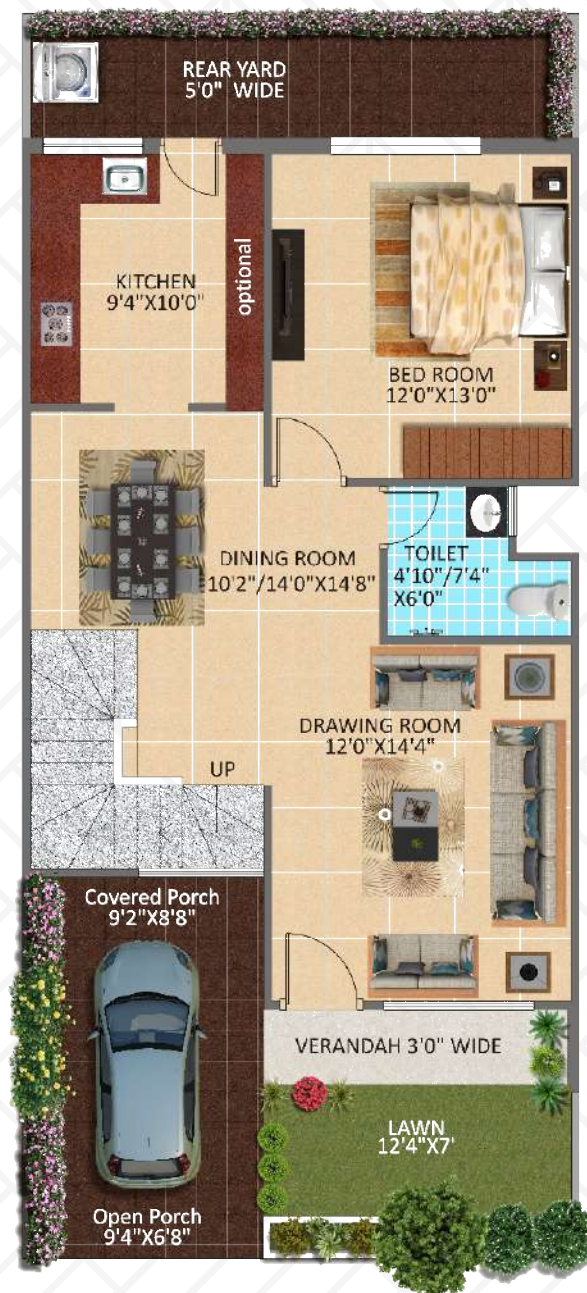 REAR YARD
5'0" WIDE
KITCHEN
9'4"X10'0"
optional
BED ROOM
12'0"X13'0"
DINING ROOM
10'2"/14'0"X14'8"
TOILET
4'10"/7'4"
X6'0"
DRAWING ROOM
12'0"X14'4"
UP
Covered Porch
9'2"X8'8"
VERANDAH 3'0" WIDE
LAWN
12'4"X7'
Open Porch
9'4"X6'8"